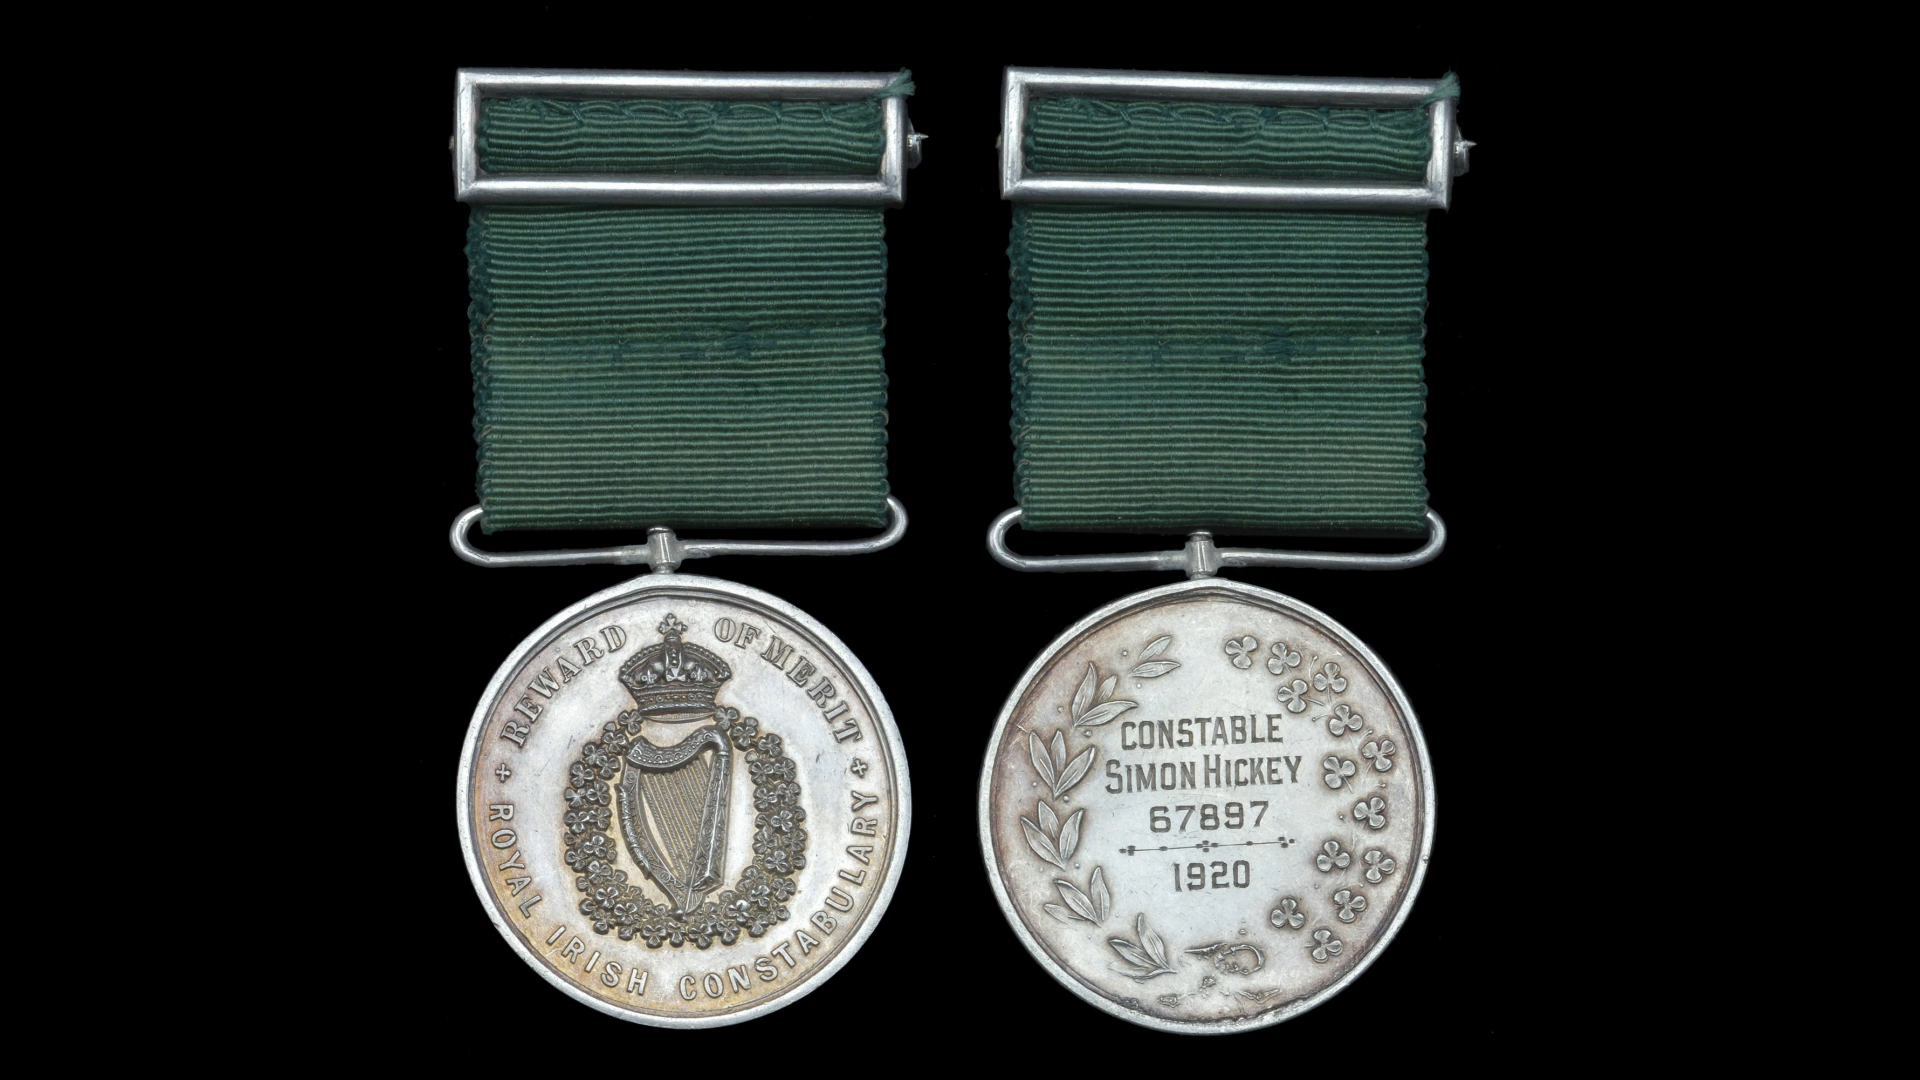 REWARD OF MERIT
ROYAL IRISH CONSTABULARY
CONSTABLE
SIMON HICKEY
67897
1920